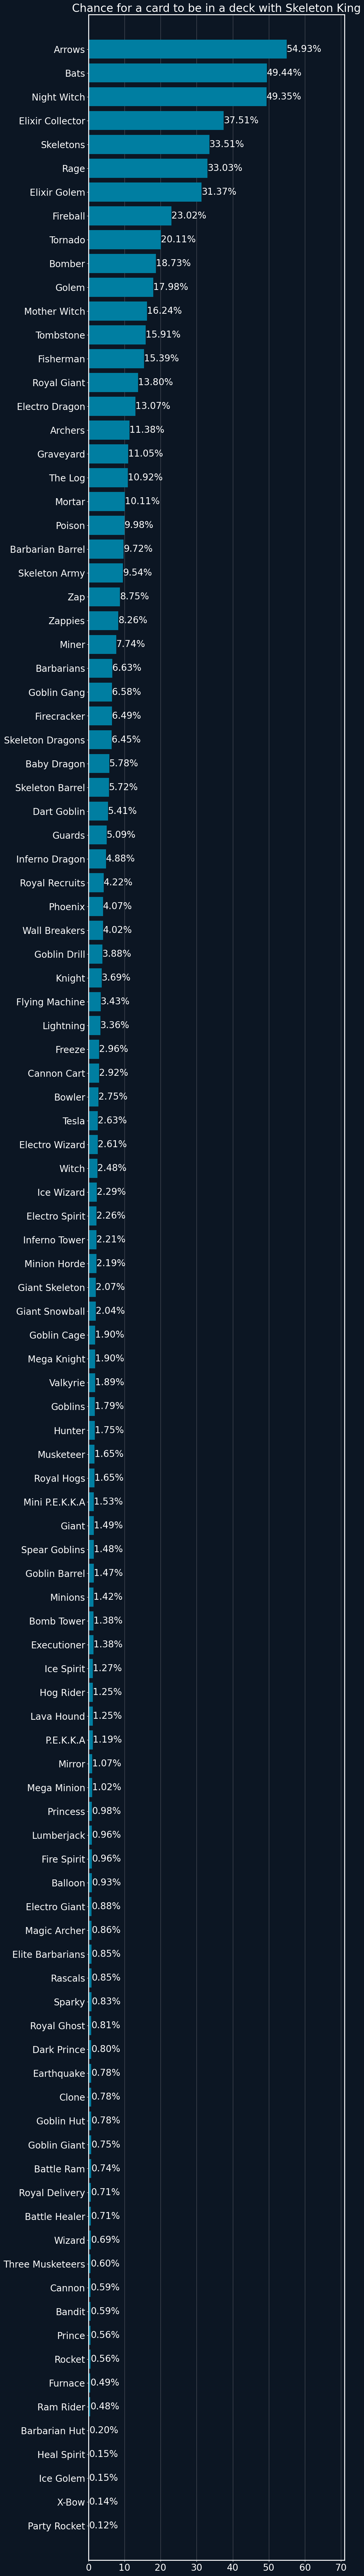 Chance for a card to be in a deck with Skeleton King
Arrows 54.93%
Bats 49.44%
Night Witch 49.35%
Elixir Collector 37.51%
Skeletons 33.51%
Rage 33.03%
Elixir Golem 31.37%
Fireball 23.02%
Tornado 20.11%
Bomber 18.73%
Golem 17.98%
Mother Witch 16.24%
Tombstone 15.91%
Fisherman 15.39%
Royal Giant 13.80%
Electro Dragon 13.07%
Archers 11.38%
Graveyard 11.05%
The Log 10.92%
Mortar 10.11%
Poison 9.98%
Barbarian Barrel 9.72%
Skeleton Army 9.54%
Zap 8.75%
Zappies 8.26%
Miner 7.74%
Barbarians 6.63%
Goblin Gang 6.58%
Firecracker 6.49%
Skeleton Dragons 6.45%
Baby Dragon 5.78%
Skeleton Barrel 5.72%
Dart Goblin 5.41%
Guards 5.09%
Inferno Dragon 4.88%
Royal Recruits 4.22%
Phoenix 4.07%
Wall Breakers 4.02%
Goblin Drill 3.88%
Knight 3.69%
Flying Machine 3.43%
Lightning 3.36%
Freeze 2.96%
Cannon Cart 2.92%
Bowler 2.75%
Tesla 2.63%
Electro Wizard 2.61%
Witch 2.48%
Ice Wizard 2.29%
Electro Spirit 2.26%
Inferno Tower 2.21%
Minion Horde 2.19%
Giant Skeleton 2.07%
Giant Snowball 2.04%
Goblin Cage 1.90%
Mega Knight 1.90%
Valkyrie 1.89%
Goblins 1.79%
Hunter 1.75%
Musketeer 1.65%
Royal Hogs 1.65%
Mini P.E.K.K.A 1.53%
Giant 1.49%
Spear Goblins 1.48%
Goblin Barrel 1.47%
Minions 1.42%
Bomb Tower 1.38%
Executioner 1.38%
Ice Spirit 1.27%
Hog Rider 1.25%
Lava Hound 1.25%
P.E.K.K.A 1.19%
Mirror 1.07%
Mega Minion 1.02%
Princess 0.98%
Lumberjack 0.96%
Fire Spirit 0.96%
Balloon 0.93%
Electro Giant 0.88%
Magic Archer 0.86%
Elite Barbarians 0.85%
Rascals 0.85%
Sparky 0.83%
Royal Ghost 0.81%
Dark Prince 0.80%
Earthquake 0.78%
Clone 0.78%
Goblin Hut 0.78%
Goblin Giant 0.75%
Battle Ram 0.74%
Royal Delivery 0.71%
Battle Healer 0.71%
Wizard 0.69%
Three Musketeers 0.60%
Cannon 0.59%
Bandit 0.59%
Prince 0.56%
Rocket 0.56%
Furnace 0.49%
Ram Rider 0.48%
Barbarian Hut 0.20%
Heal Spirit 0.15%
Ice Golem 0.15%
X-Bow 0.14%
Party Rocket 0.12%
0 10 20 30 40 50 60 70